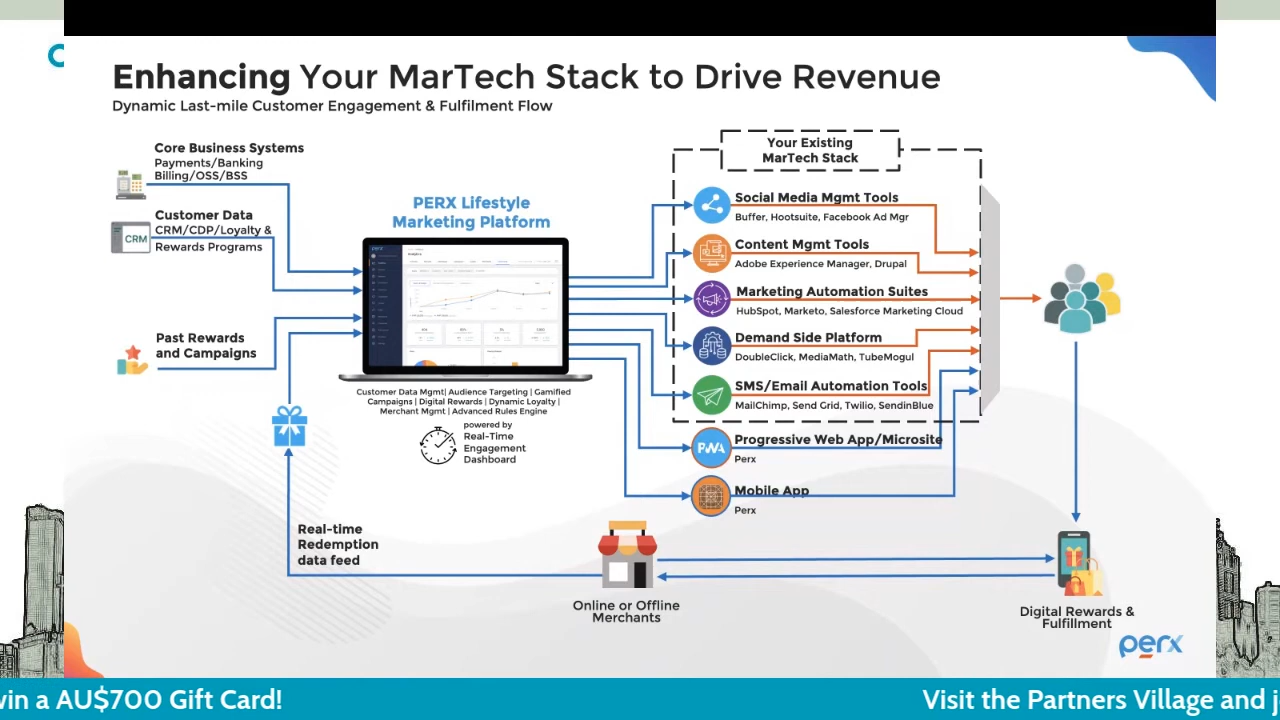 Enhancing Your MarTech Stack to Drive Revenue
Dynamic Last-mile Customer Engagement & Fulfilment Flow
Core Business Systems
Payments/Banking
Billing/OSS/BSS
Customer Data
CRM/CDP/Loyalty &
Rewards Programs
CRM
Past Rewards
and Campaigns
PERX Lifestyle
Marketing Platform
perx
Analytics
Customer Data Mgmt| Audience Targeting | Gamified
Campaigns | Digital Rewards | Dynamic Loyalty |
Merchant Mgmt | Advanced Rules Engine
powered by
Real-Time
Engagement
Dashboard
Your Existing
MarTech Stack
Social Media Mgmt Tools
Buffer, Hootsuite, Facebook Ad Mgr
Content Mgmt Tools
Adobe Experience Manager, Drupal
Marketing Automation Suites
HubSpot, Marketo, Salesforce Marketing Cloud
Demand Side Platform
DoubleClick, MediaMath, TubeMogul
SMS/Email Automation Tools
MailChimp, Send Grid, Twilio, SendinBlue
PWA
Progressive Web App/Microsite
Perx
Mobile App
Perx
Real-time
Redemption
data feed
Online or Offline
Merchants
Digital Rewards &
Fulfillment
perx
win a AU$700 Gift Card!
Visit the Partners Village and j